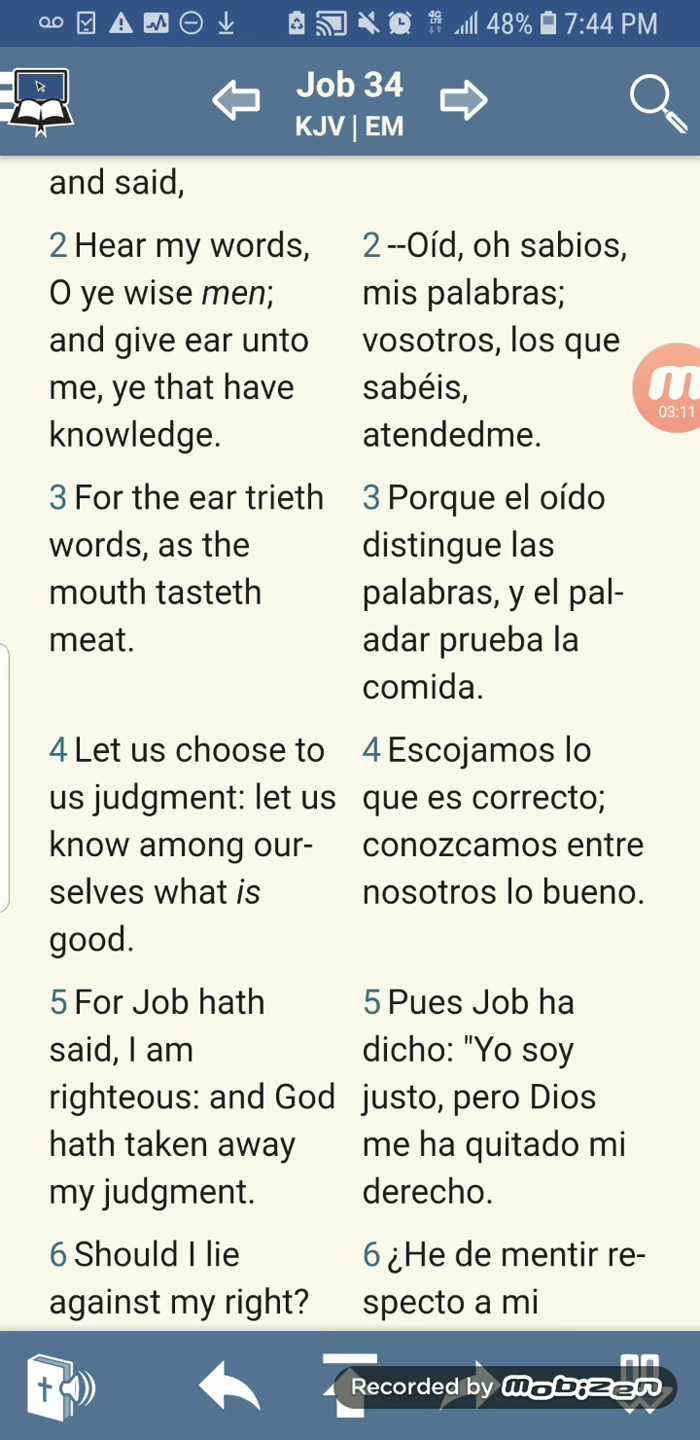 4G
LTE
48%
7:44 PM
Job 34
KJV | EM
and said,
2 Hear my words,
O ye wise men;
and give ear unto
me, ye that have
knowledge.
2 --Oíd, oh sabios,
mis palabras;
vosotros, los que
sabéis,
atendedme.
m
03:11
3 For the ear trieth
words, as the
mouth tasteth
meat.
3 Porque el oído
distingue las
palabras, y el pal-
adar prueba la
comida.
4 Let us choose to
us judgment: let us
know among our-
selves what is
good.
4 Escojamos lo
que es correcto;
conozcamos entre
nosotros lo bueno.
5 For Job hath
said, I am
righteous: and God
hath taken away
my judgment.
5 Pues Job ha
dicho: "Yo soy
justo, pero Dios
me ha quitado mi
derecho.
6 Should I lie
against my right?
6 ¿He de mentir re-
specto a mi
Recorded by mobizen